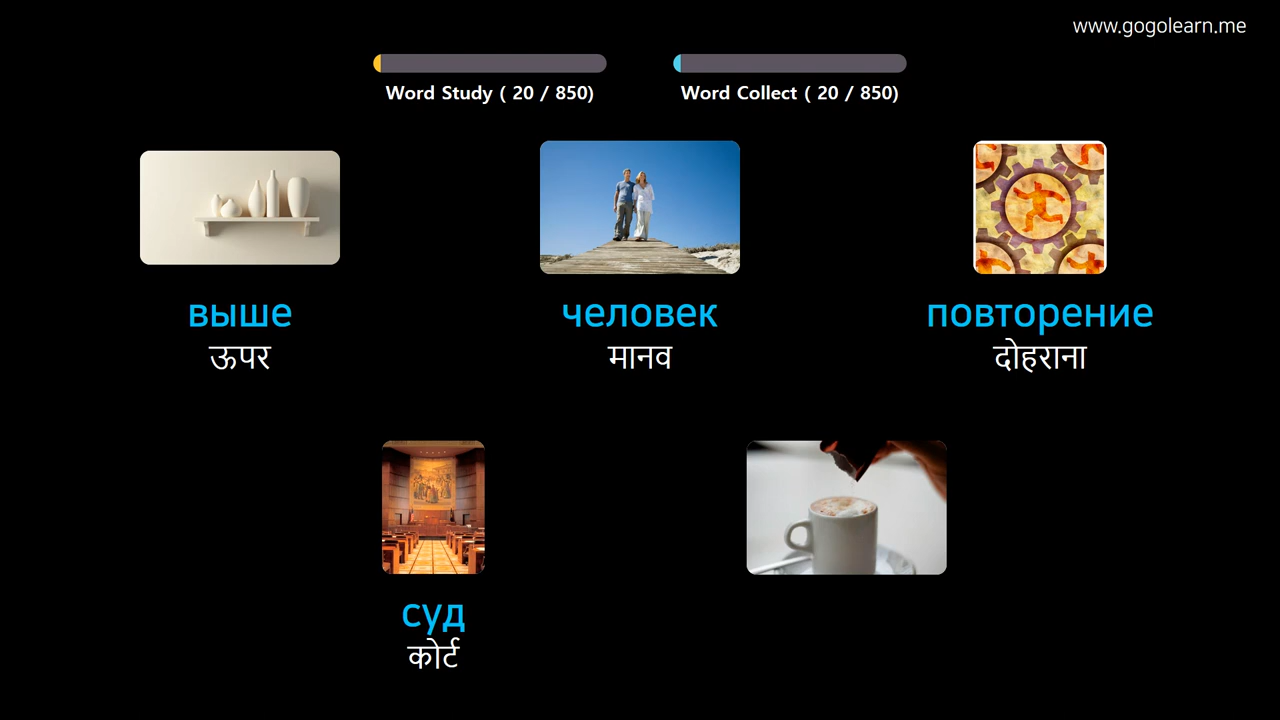 www.gogolearn.me
Word Study ( 20 / 850)
Word Collect ( 20 / 850)
выше
ऊपर
человек
मानव
повторение
दोहराना
суд
कोर्ट